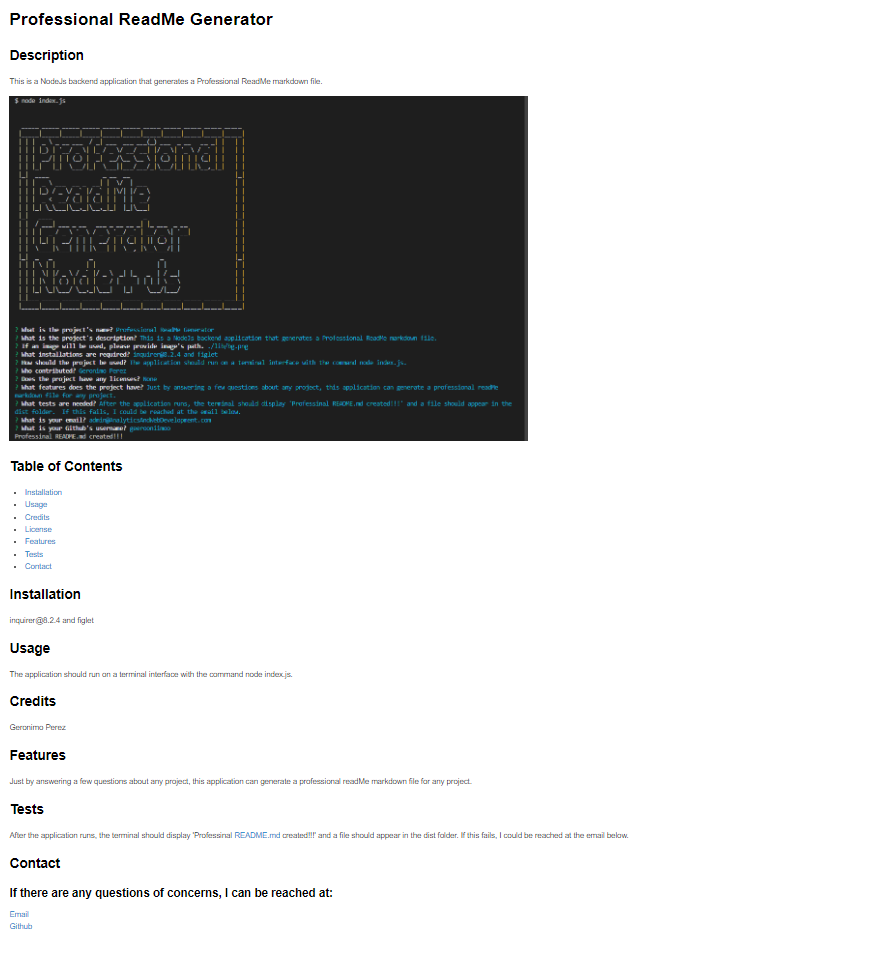 Professional ReadMe Generator
Description
This is a NodeJs backend application that generates a Professional ReadMe markdown file.
$ node index.js
Professional
ReadMe
Generator
NodeJS
? What is the project's name? Professional ReadMe Generator
? What is the project's description? This is a NodeJs backend application that generates a Professional ReadMe markdown file.
? If an image will be used, please provide image's path. ./lib/bg.png
? What installations are required? inquirer@8.2.4 and figlet
? How should the project be used? The application should run on a terminal interface with the command node index.js.
? Who contributed? Geronimo Perez
? Does the project have any licenses? None
? What features does the project have? Just by answering a few questions about any project, this application can generate a professional readMe
markdown file for any project.
? What tests are needed? After the application runs, the terminal should display 'Professinal README.md created!!!' and a file should appear in the
dist folder. If this fails, I could be reached at the email below.
? What is your email? admin@AnalyticsAndWebDevelopment.com
? What is your Github's username?
Professinal README.md created!!!
Table of Contents
Installation
Usage
Credits
License
Features
Tests
Contact
Installation
inquirer@8.2.4 and figlet
Usage
The application should run on a terminal interface with the command node index.js.
Credits
Geronimo Perez
Features
Just by answering a few questions about any project, this application can generate a professional readMe markdown file for any project.
Tests
After the application runs, the terminal should display 'Professinal README.md created!!!' and a file should appear in the dist folder. If this fails, I could be reached at the email below.
Contact
If there are any questions of concerns, I can be reached at:
Email
Github